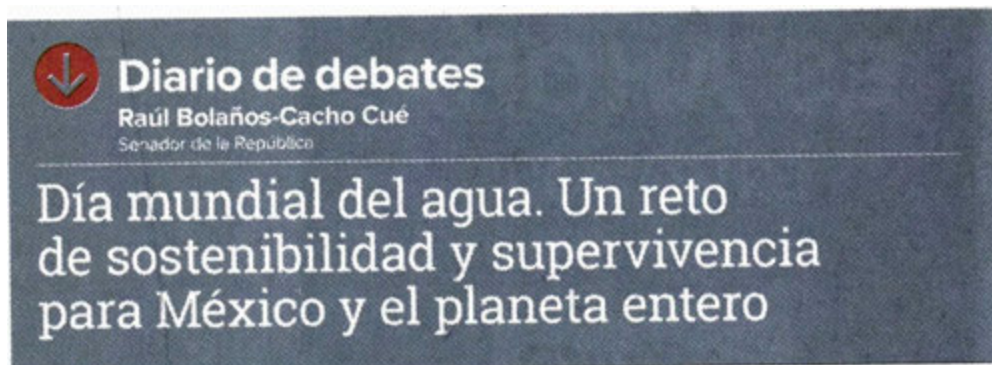 Diario de debates
Raúl Bolaños-Cacho Cué
Senador de la República
Día mundial del agua. Un reto
de sostenibilidad y supervivencia
para México y el planeta entero